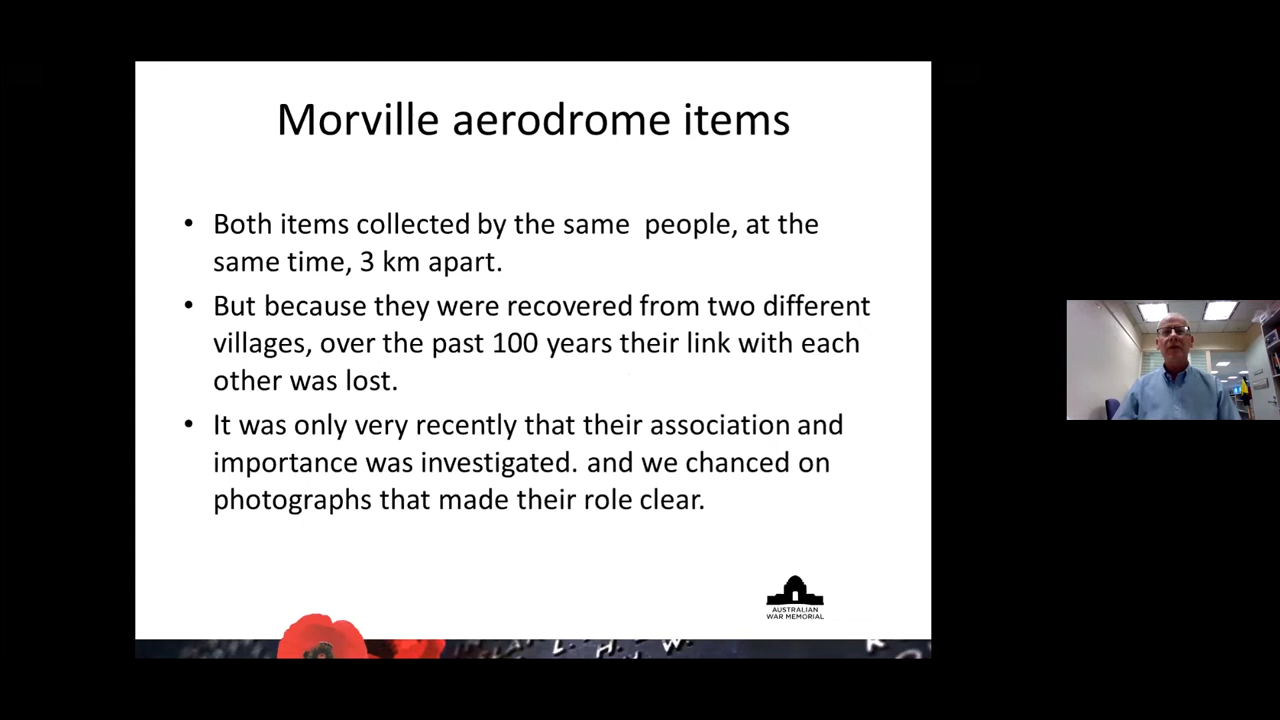 Morville aerodrome items
• Both items collected by the same  people, at the
same time, 3 km apart.
• But because they were recovered from two different
villages, over the past 100 years their link with each
other was lost.
• It was only very recently that their association and
importance was investigated. and we chanced on
photographs that made their role clear.
AUSTRALIAN
WAR MEMORIAL
L. H.
W.